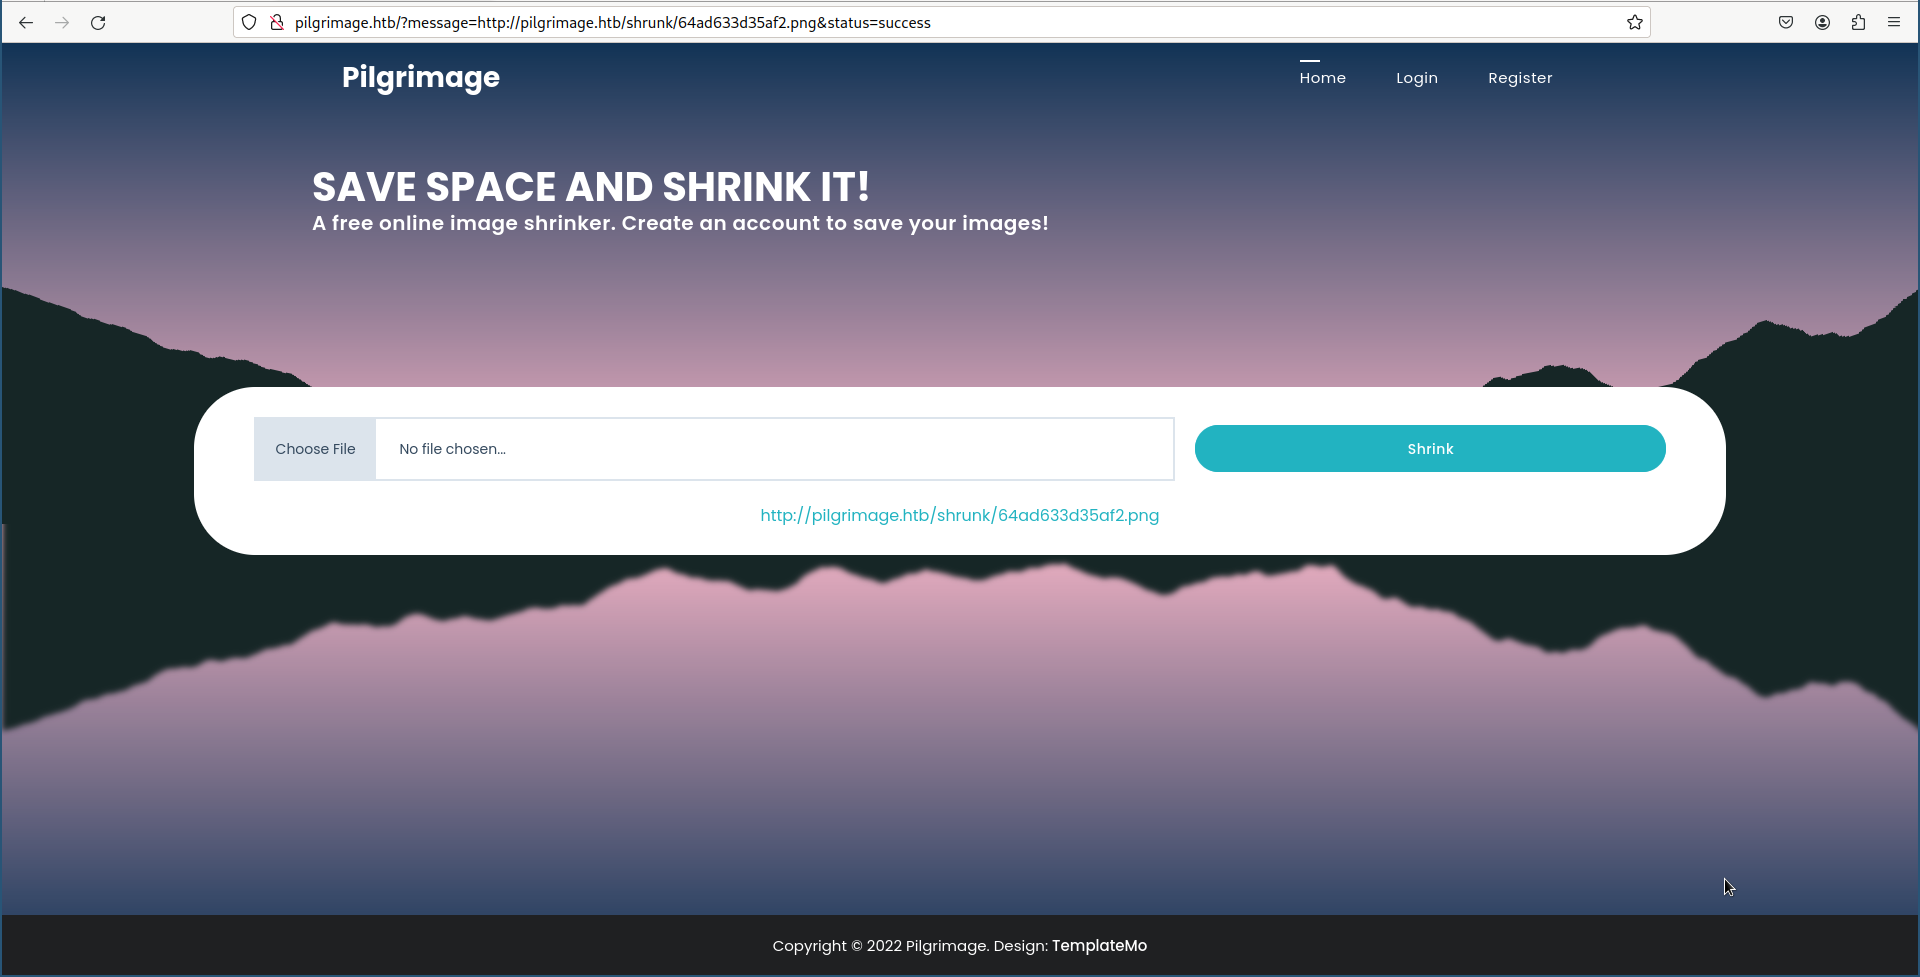 pilgrimage.htb/?message=http://pilgrimage.htb/shrunk/64ad633d35af2.png&status=success
Pilgrimage
Home Login Register
SAVE SPACE AND SHRINK IT!
A free online image shrinker. Create an account to save your images!
Choose File No file chosen... Shrink
http://pilgrimage.htb/shrunk/64ad633d35af2.png
Copyright © 2022 Pilgrimage. Design: TemplateMo